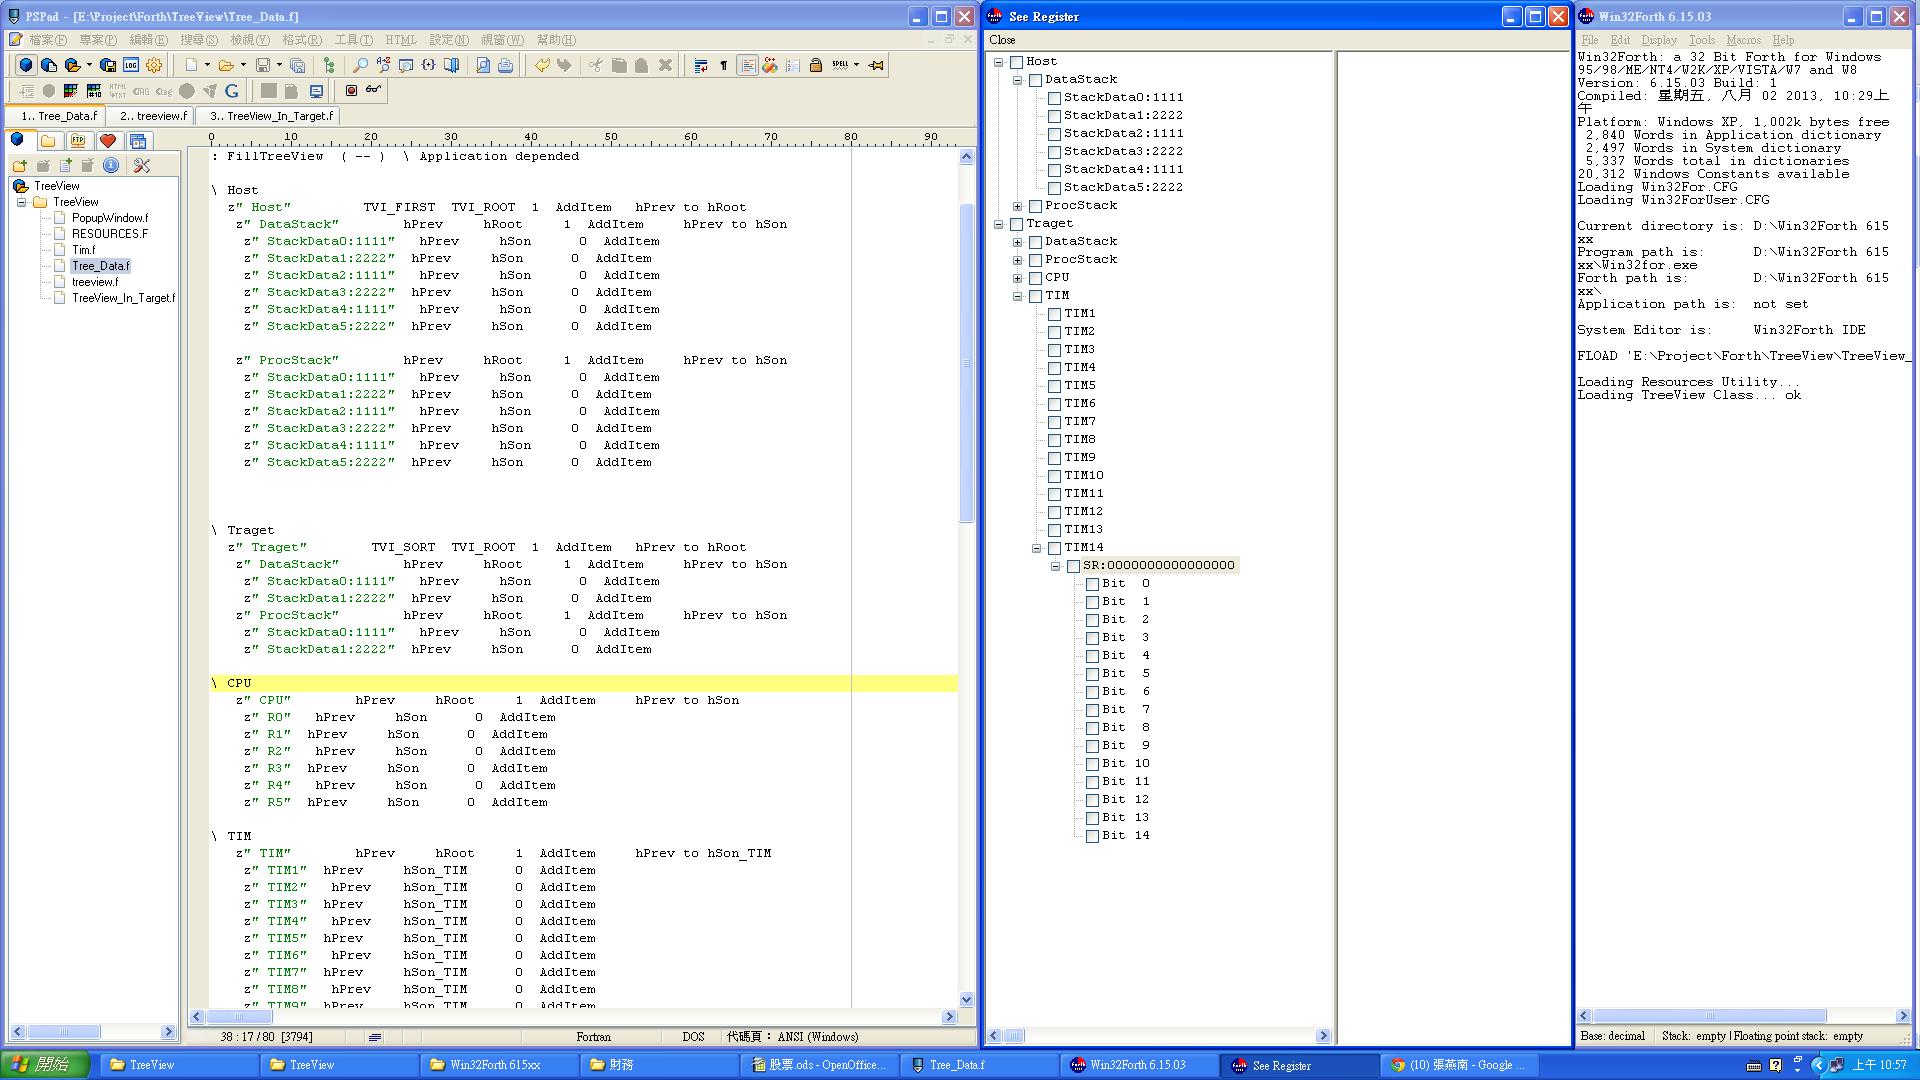 PSPad - [E:\Project\Forth\TreeView\Tree_Data.f]
檔案(F) 專案(P) 編輯(E) 搜尋(S) 檢視(V) 格式(R) 工具(T) HTML 設定(N) 視窗(W) 幫助(H)
1.. Tree_Data.f 2.. treeview.f 3.. TreeView_In_Target.f
TreeView
TreeView
PopupWindow.f
RESOURCES.F
Tim.f
Tree_Data.f
treeview.f
TreeView_In_Target.f
0 10 20 30 40 50 60 70 80 90
: FillTreeView ( -- ) \ Application depended
\ Host
z" Host" TVI_FIRST TVI_ROOT 1 AddItem hPrev to hRoot
z" DataStack" hPrev hRoot 1 AddItem hPrev to hSon
z" StackData0:1111" hPrev hSon 0 AddItem
z" StackData1:2222" hPrev hSon 0 AddItem
z" StackData2:1111" hPrev hSon 0 AddItem
z" StackData3:2222" hPrev hSon 0 AddItem
z" StackData4:1111" hPrev hSon 0 AddItem
z" StackData5:2222" hPrev hSon 0 AddItem
z" ProcStack" hPrev hRoot 1 AddItem hPrev to hSon
z" StackData0:1111" hPrev hSon 0 AddItem
z" StackData1:2222" hPrev hSon 0 AddItem
z" StackData2:1111" hPrev hSon 0 AddItem
z" StackData3:2222" hPrev hSon 0 AddItem
z" StackData4:1111" hPrev hSon 0 AddItem
z" StackData5:2222" hPrev hSon 0 AddItem
\ Traget
z" Traget" TVI_SORT TVI_ROOT 1 AddItem hPrev to hRoot
z" DataStack" hPrev hRoot 1 AddItem hPrev to hSon
z" StackData0:1111" hPrev hSon 0 AddItem
z" StackData1:2222" hPrev hSon 0 AddItem
z" ProcStack" hPrev hRoot 1 AddItem hPrev to hSon
z" StackData0:1111" hPrev hSon 0 AddItem
z" StackData1:2222" hPrev hSon 0 AddItem
\ CPU
z" CPU" hPrev hRoot 1 AddItem hPrev to hSon
z" R0" hPrev hSon 0 AddItem
z" R1" hPrev hSon 0 AddItem
z" R2" hPrev hSon 0 AddItem
z" R3" hPrev hSon 0 AddItem
z" R4" hPrev hSon 0 AddItem
z" R5" hPrev hSon 0 AddItem
\ TIM
z" TIM" hPrev hRoot 1 AddItem hPrev to hSon_TIM
z" TIM1" hPrev hSon_TIM 0 AddItem
z" TIM2" hPrev hSon_TIM 0 AddItem
z" TIM3" hPrev hSon_TIM 0 AddItem
z" TIM4" hPrev hSon_TIM 0 AddItem
z" TIM5" hPrev hSon_TIM 0 AddItem
z" TIM6" hPrev hSon_TIM 0 AddItem
z" TIM7" hPrev hSon_TIM 0 AddItem
z" TIM8" hPrev hSon_TIM 0 AddItem
z" TIM9" hPrev hSon_TIM 0 AddItem
38 : 17 / 80 [3794] Fortran DOS 代碼頁： ANSI (Windows)
See Register
Close
Host
DataStack
StackData0:1111
StackData1:2222
StackData2:1111
StackData3:2222
StackData4:1111
StackData5:2222
ProcStack
Traget
DataStack
ProcStack
CPU
TIM
TIM1
TIM2
TIM3
TIM4
TIM5
TIM6
TIM7
TIM8
TIM9
TIM10
TIM11
TIM12
TIM13
TIM14
SR:0000000000000000
Bit 0
Bit 1
Bit 2
Bit 3
Bit 4
Bit 5
Bit 6
Bit 7
Bit 8
Bit 9
Bit 10
Bit 11
Bit 12
Bit 13
Bit 14
Win32Forth 6.15.03
File Edit Display Tools Macros Help
Win32Forth: a 32 Bit Forth for Windows
95/98/ME/NT4/W2K/XP/VISTA/W7 and W8
Version: 6.15.03 Build: 1
Compiled: 星期五, 八月 02 2013, 10:29上
午
Platform: Windows XP, 1,002k bytes free
2,840 Words in Application dictionary
2,497 Words in System dictionary
5,337 Words total in dictionaries
20,312 Windows Constants available
Loading Win32For.CFG
Loading Win32ForUser.CFG
Current directory is: D:\Win32Forth 615
xx
Program path is: D:\Win32Forth 615
xx\Win32for.exe
Forth path is: D:\Win32Forth 615
xx\
Application path is: not set
System Editor is: Win32Forth IDE
FLOAD 'E:\Project\Forth\TreeView\TreeView_
Loading Resources Utility...
Loading TreeView Class... ok
Base: decimal Stack: empty | Floating point stack: empty
開始 TreeView TreeView Win32Forth 615xx 財務 股票.ods - OpenOffice... Tree_Data.f Win32Forth 6.15.03 See Register (10) 張燕南 - Google ... 上午 10:57